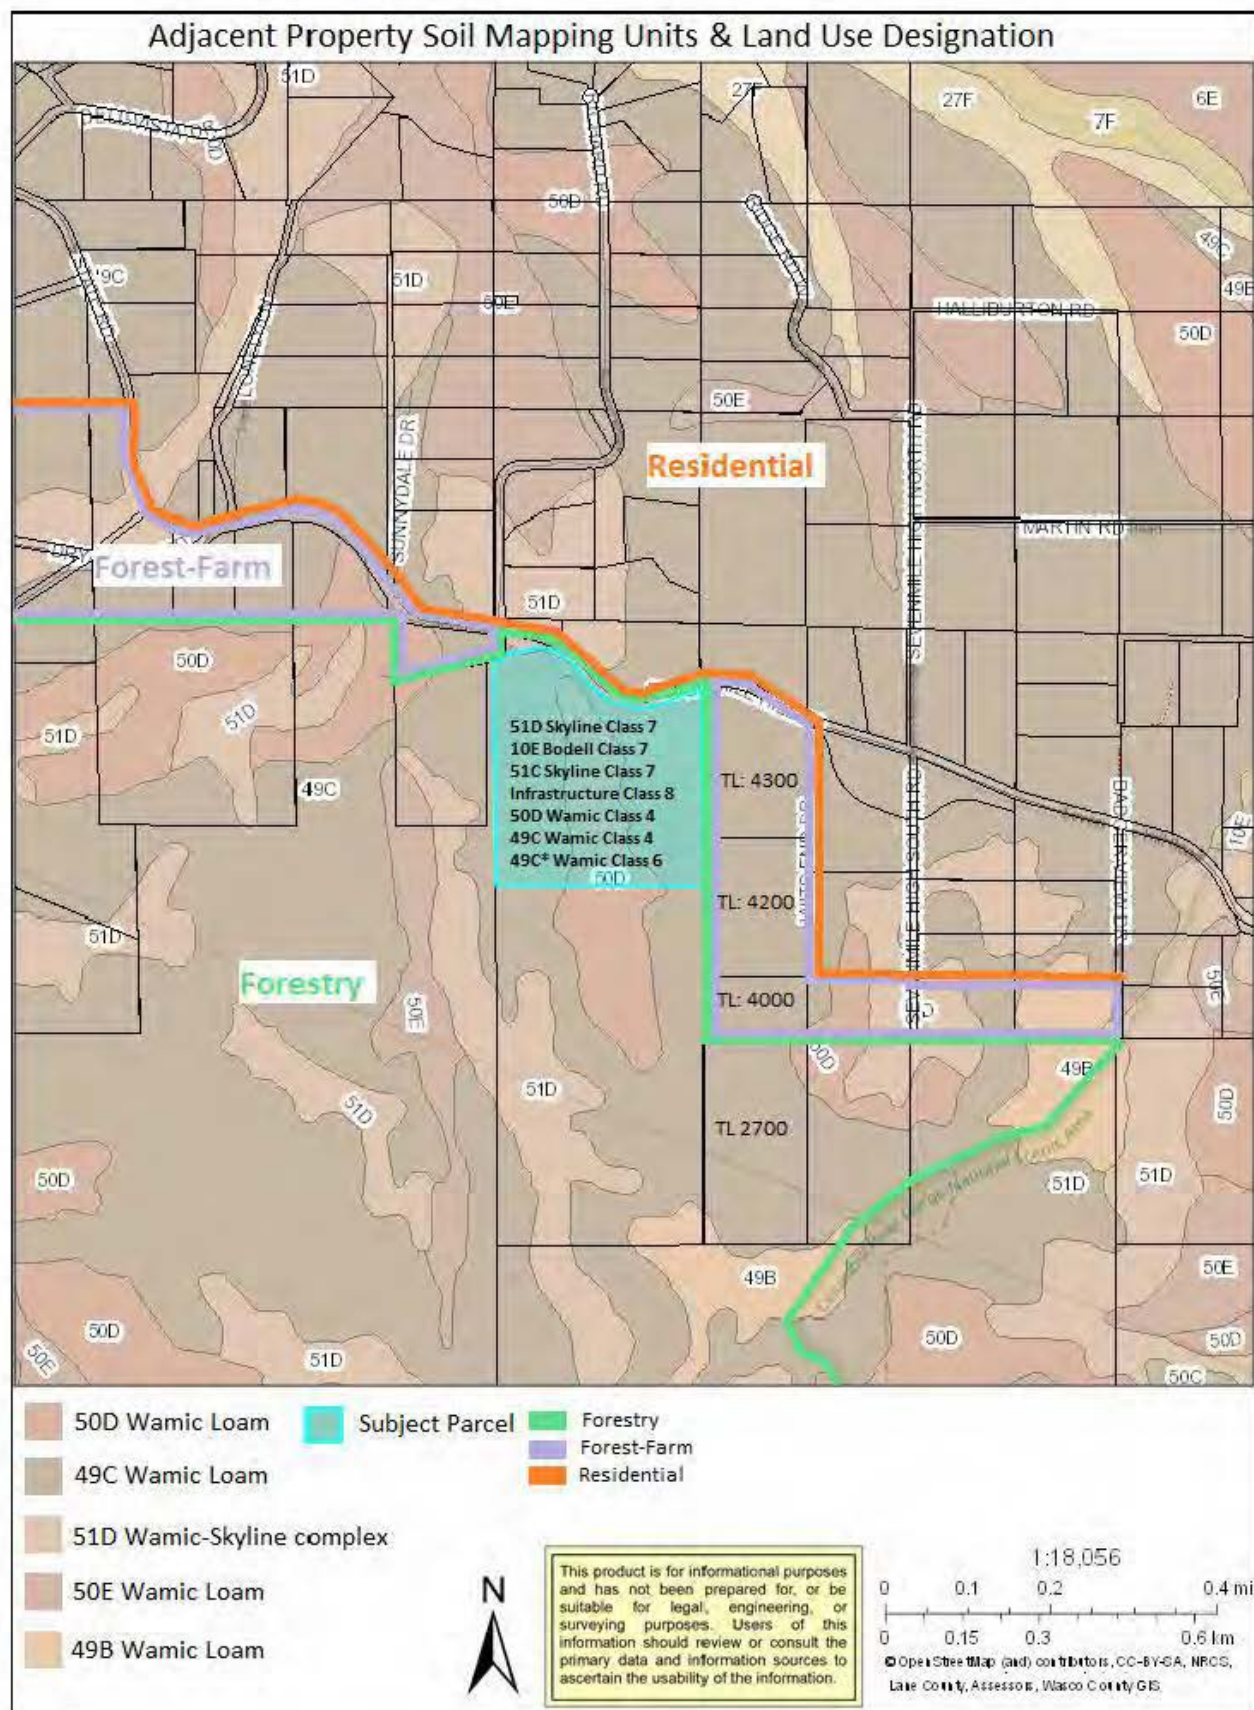 Adjacent Property Soil Mapping Units & Land Use Designation
51D
27F
27F
7F
6E
50D
49C
49B
9C
51D
50E
HALLIBURTON RD
50D
50E
Residential
SUNNYDALE DR
SEVENMILE HIGH NORTH RD
MARTIN RD
Forest-Farm
51D
50D
51D
51D
49C
51D Skyline Class 7
10E Bodell Class 7
51C Skyline Class 7
Infrastructure Class 8
50D Wamic Class 4
49C Wamic Class 4
49C* Wamic Class 6
50D
TL: 4300
10E
TL: 4200
51D
Forestry
50E
TL: 4000
50E
D
49B
51D
51D
TL 2700
50D
50D
51D
51D
49B
50E
50D
50E
51D
50D
50D
50C
50D Wamic Loam
Subject Parcel
Forestry
Forest-Farm
Residential
49C Wamic Loam
51D Wamic-Skyline complex
50E Wamic Loam
49B Wamic Loam
N
This product is for informational purposes
and has not been prepared for, or be
suitable for legal, engineering, or
surveying purposes. Users of this
information should review or consult the
primary data and information sources to
ascertain the usability of the information.
1:18,056
0 0.1 0.2 0.4 mi
0 0.15 0.3 0.6 km
© OpenStreetMap (and) contributors, CC-BY-SA, NRCS,
Lane County, Assessors, Wasco County GIS